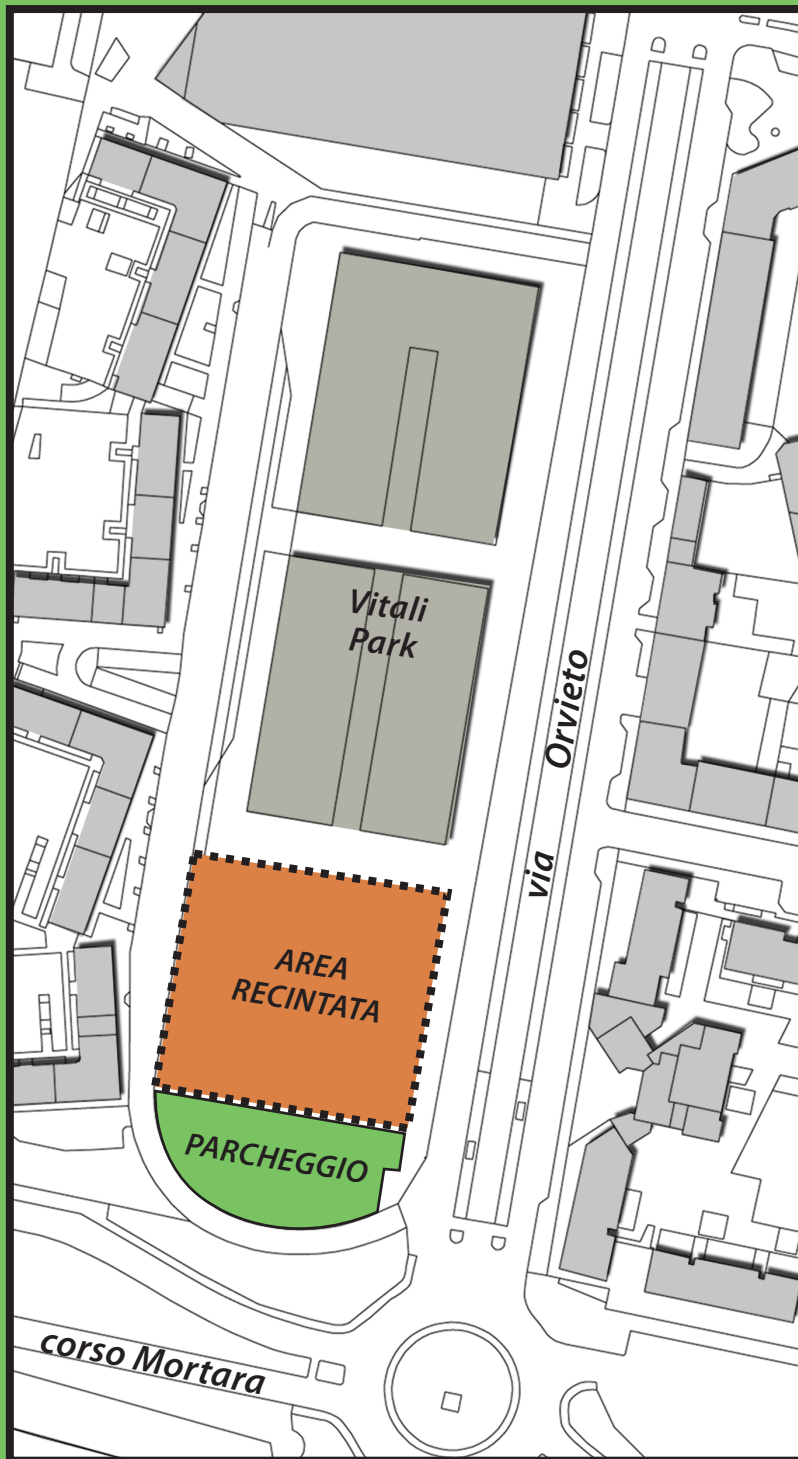 Vitali
Park
via Orvieto
AREA
RECINTATA
PARCHEGGIO
corso Mortara